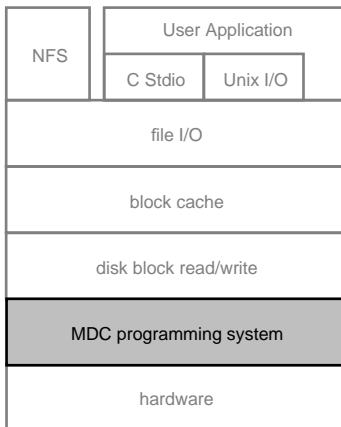 NFS
User Application
C Stdio
Unix I/O
file I/O
block cache
disk block read/write
MDC programming system
hardware